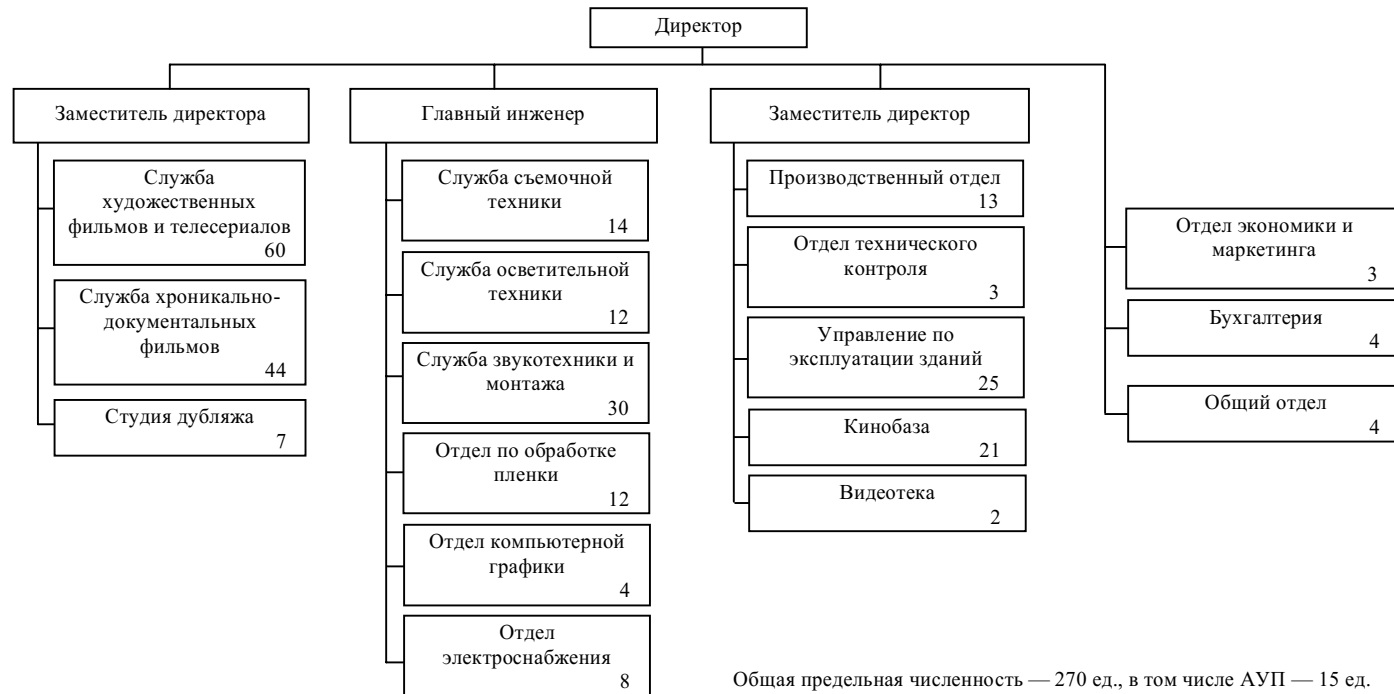 Директор
Заместитель директора
Служба
художественных
фильмов и телесериалов
60
Служба хроникально-
документальных
фильмов
44
Студия дубляжа
7
Главный инженер
Служба съемочной
техники
14
Служба осветительной
техники
12
Служба звукотехники и
монтажа
30
Отдел по обработке
пленки
12
Отдел компьютерной
графики
4
Отдел
электроснабжения
8
Заместитель директор
Производственный отдел
13
Отдел технического
контроля
3
Управление по
эксплуатации зданий
25
Кинобаза
21
Видеотека
2
Отдел экономики и
маркетинга
3
Бухгалтерия
4
Общий отдел
4
Общая предельная численность — 270 ед., в том числе АУП — 15 ед.